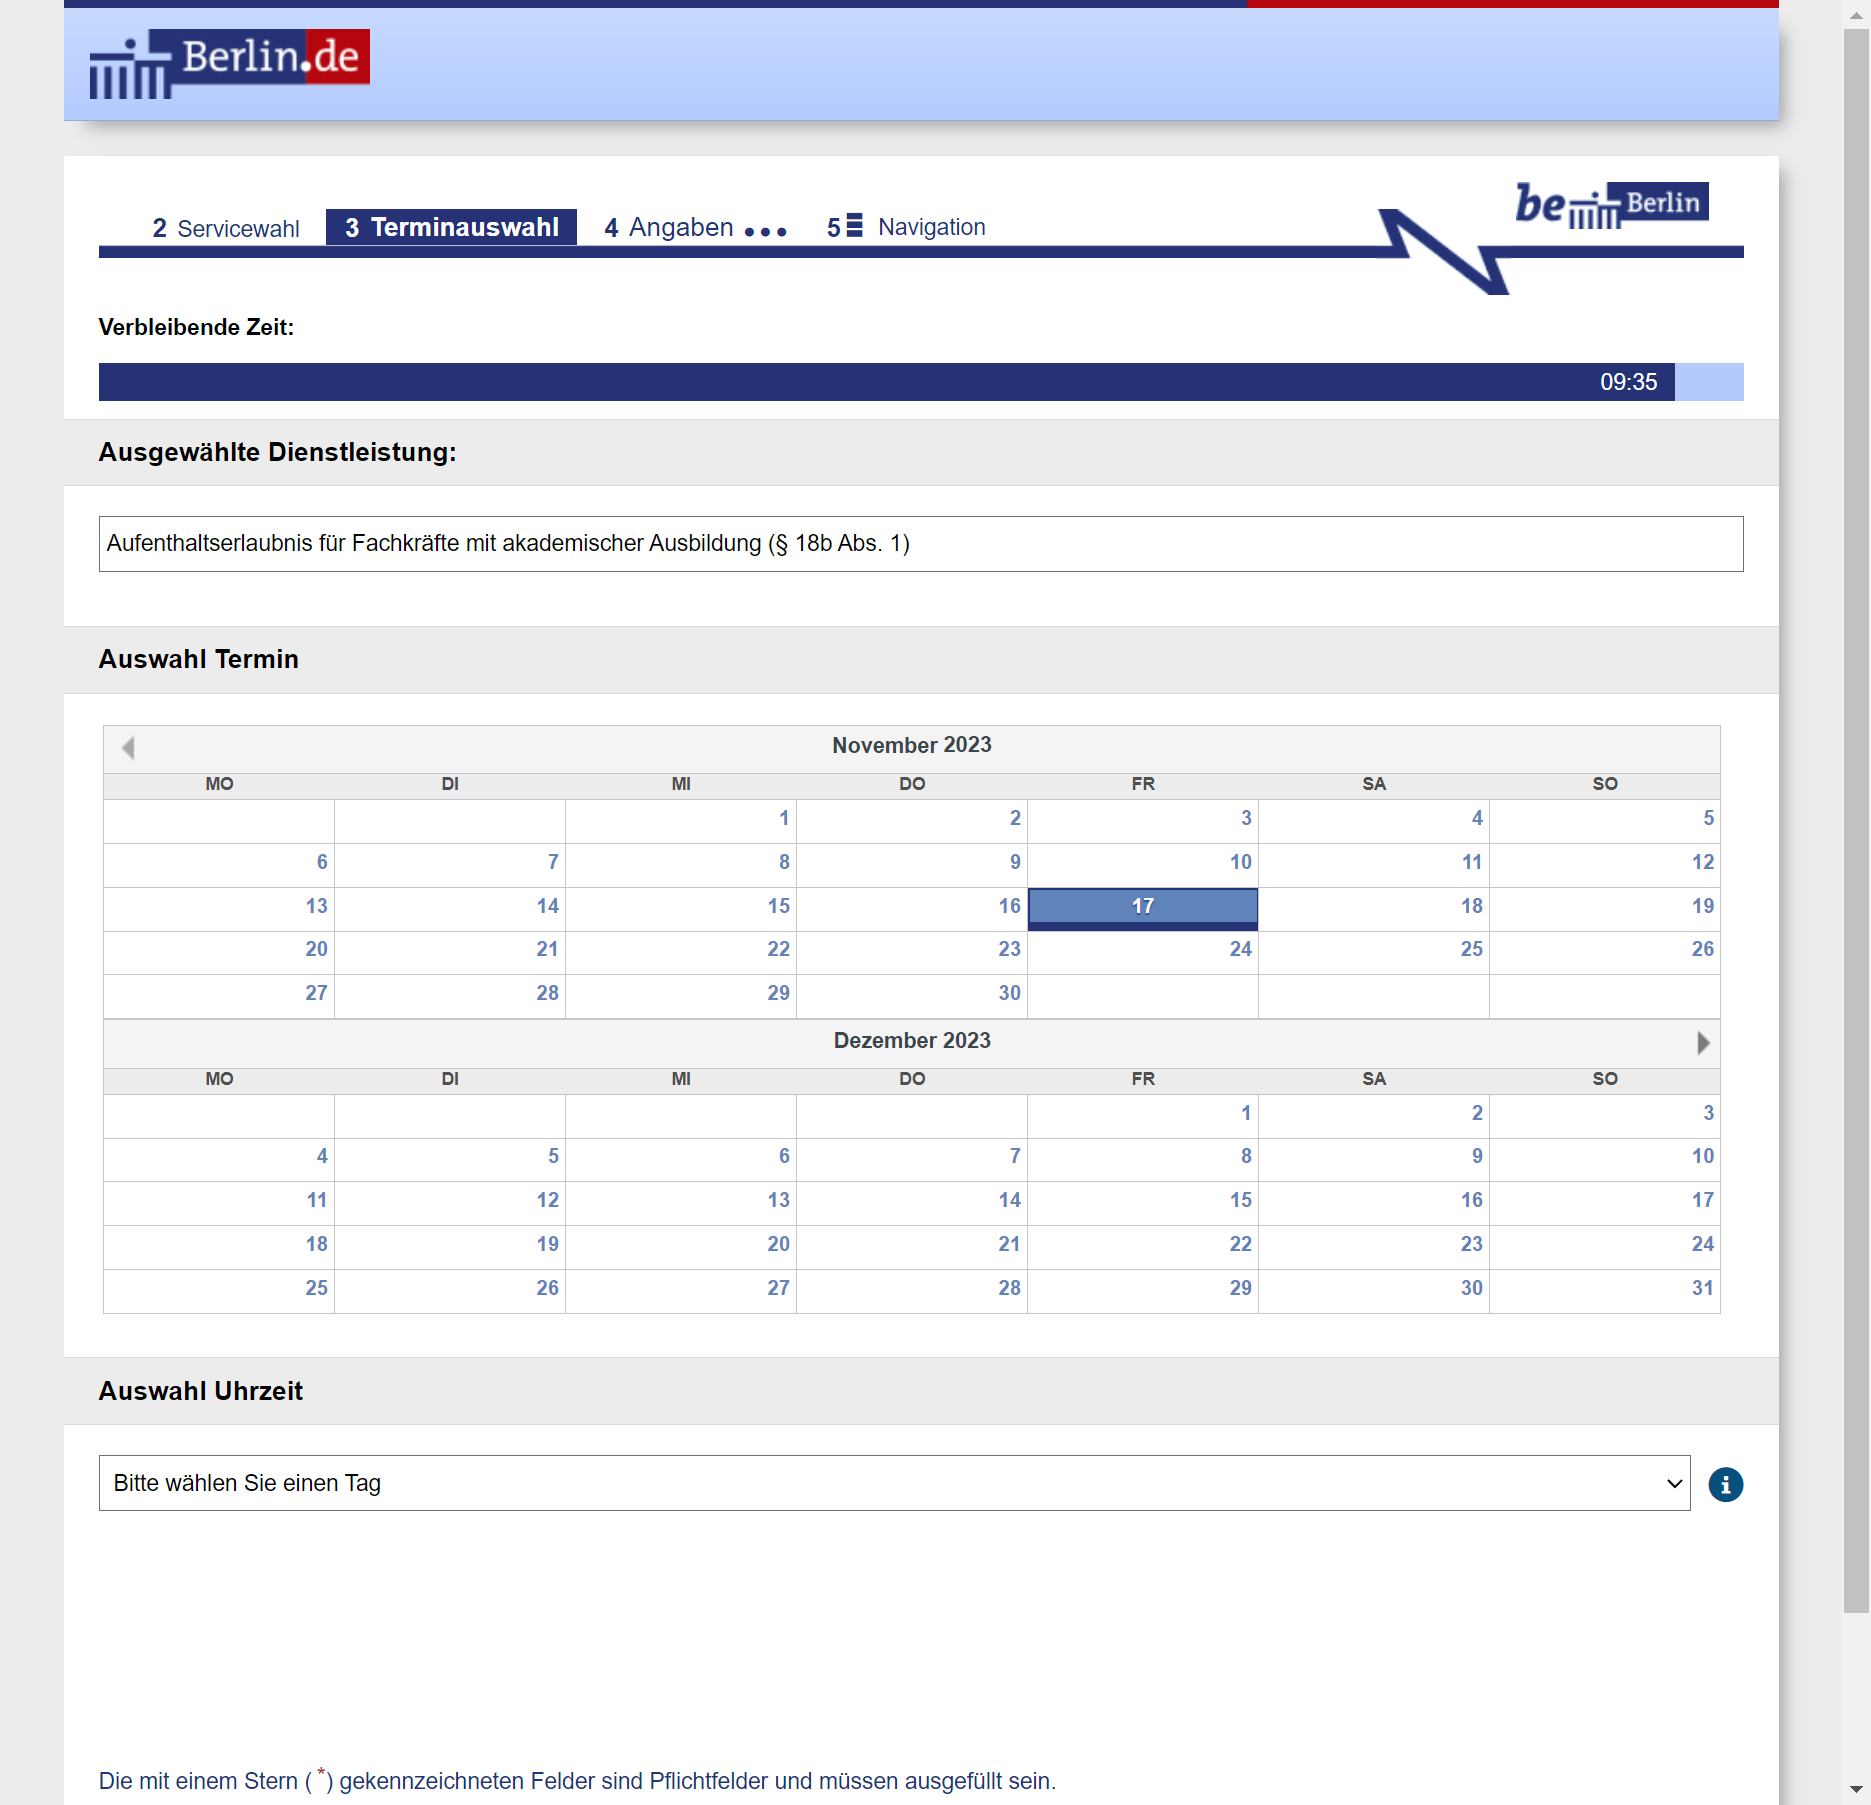 Berlin.de
be Berlin
2 Servicewahl 3 Terminauswahl 4 Angaben ●●● 5 Navigation
Verbleibende Zeit:
09:35
Ausgewählte Dienstleistung:
Aufenthaltserlaubnis für Fachkräfte mit akademischer Ausbildung (§ 18b Abs. 1)
Auswahl Termin
November 2023
MO DI MI DO FR SA SO
1 2 3 4 5
6 7 8 9 10 11 12
13 14 15 16 17 18 19
20 21 22 23 24 25 26
27 28 29 30
Dezember 2023
MO DI MI DO FR SA SO
1 2 3
4 5 6 7 8 9 10
11 12 13 14 15 16 17
18 19 20 21 22 23 24
25 26 27 28 29 30 31
Auswahl Uhrzeit
Bitte wählen Sie einen Tag
i
Die mit einem Stern ( *) gekennzeichneten Felder sind Pflichtfelder und müssen ausgefüllt sein.